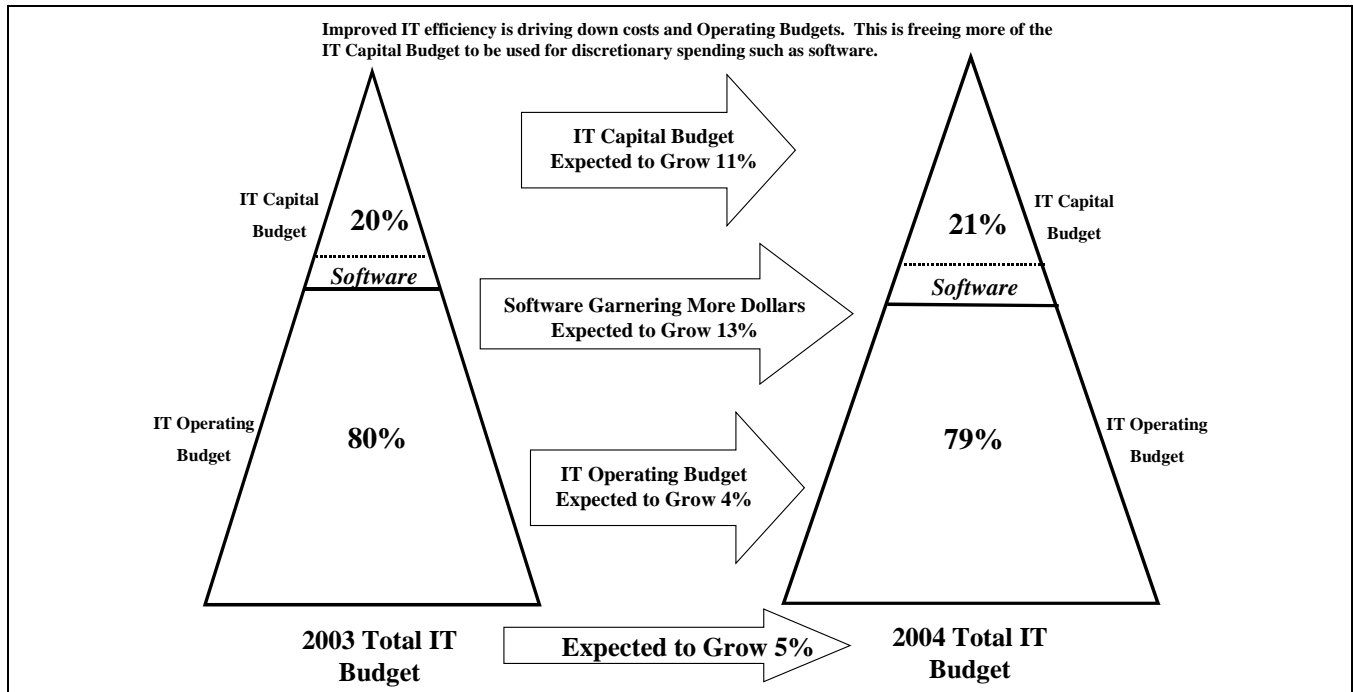 Improved IT efficiency is driving down costs and Operating Budgets.  This is freeing more of the
IT Capital Budget to be used for discretionary spending such as software.
IT Capital
Budget
20%
Software
IT Operating
Budget
80%
2003 Total IT
Budget
IT Capital Budget
Expected to Grow 11%
Software Garnering More Dollars
Expected to Grow 13%
IT Operating Budget
Expected to Grow 4%
Expected to Grow 5%
21%
IT Capital
Budget
Software
79%
IT Operating
Budget
2004 Total IT
Budget